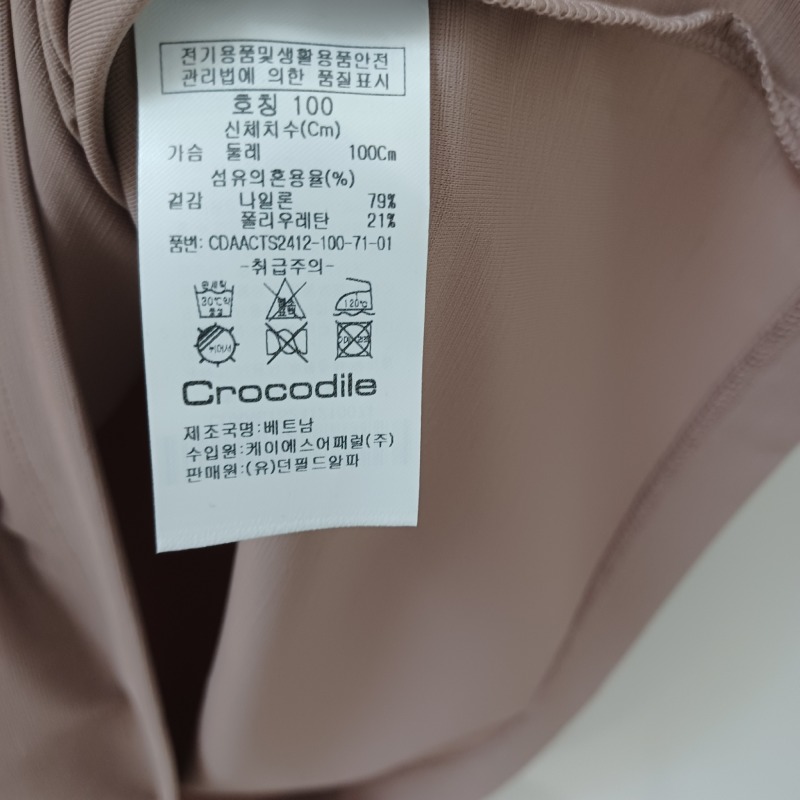 전기용품및생활용품안전
관리법에 의한 품질표시
호칭 100
신체치수(Cm)
가슴 둘레 100Cm
섬유의혼용율(%)
겉감 나일론 79%
폴리우레탄 21%
품번: CDAACTS2412-100-71-01
-취급주의-
30℃
120℃
Crocodile
제조국명:베트남
수입원:케이에스어패럴(주)
판매원:(유)던필드알파